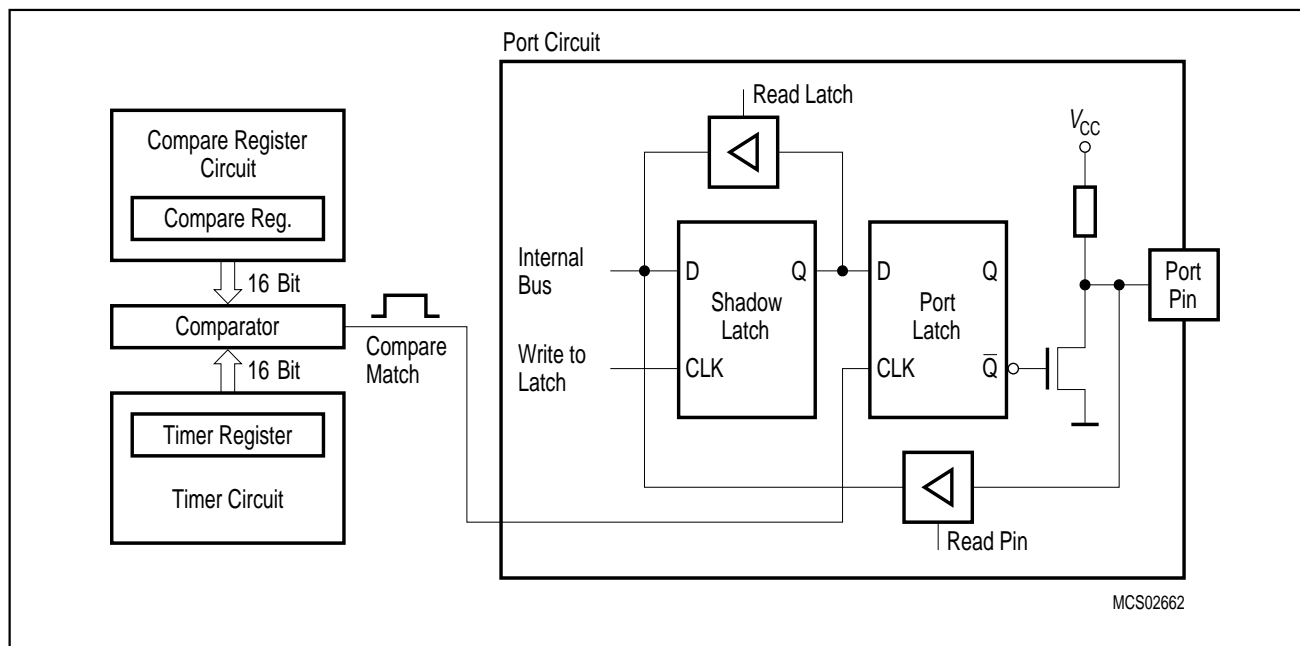 Port Circuit
Read Latch
V_CC
Compare Register
Circuit
Compare Reg.
16 Bit
Comparator
16 Bit
Timer Register
Timer Circuit
Compare
Match
Internal
Bus
Write to
Latch
D
Q
Shadow
Latch
CLK
D
Q
Port
Latch
CLK
Q̅
Port
Pin
Read Pin
MCS02662